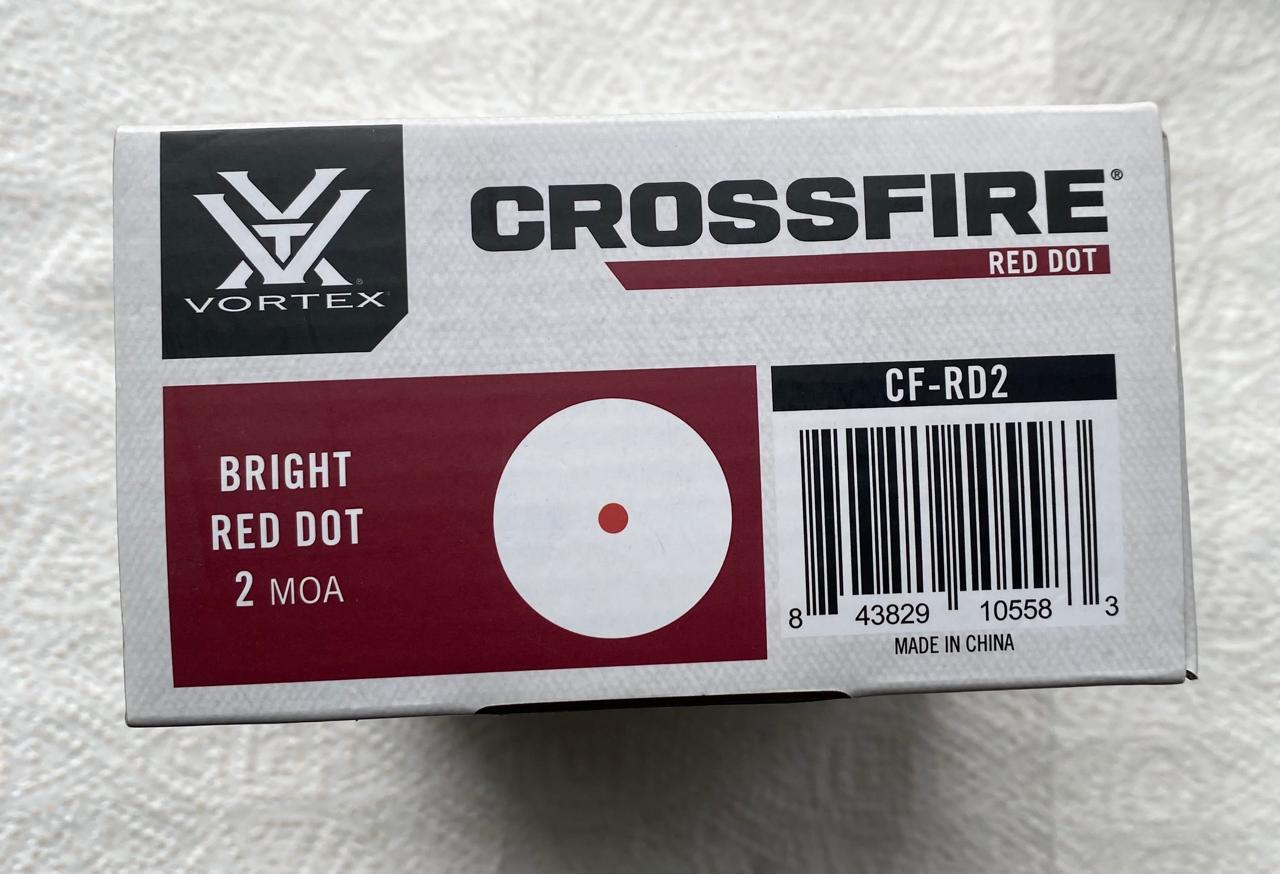 VORTEX®
CROSSFIRE®
RED DOT
BRIGHT
RED DOT
2 MOA
CF-RD2
8 43829 10558 3
MADE IN CHINA